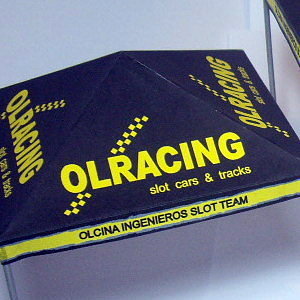 OLRACING
slot cars & tracks
OLRACING
slot cars & tracks
OLRACING
slot cars & tracks
OLCINA INGENIEROS SLOT TEAM